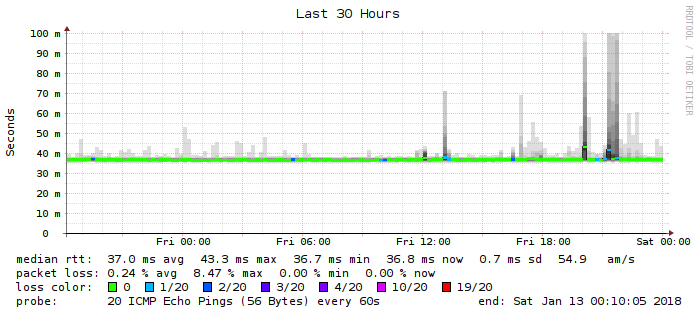 Last 30 Hours
RRDTOOL / TOBI OETIKER
Seconds
100 m
90 m
80 m
70 m
60 m
50 m
40 m
30 m
20 m
10 m
0
Fri 00:00 Fri 06:00 Fri 12:00 Fri 18:00 Sat 00:00
median rtt: 37.0 ms avg 43.3 ms max 36.7 ms min 36.8 ms now 0.7 ms sd 54.9 am/s
packet loss: 0.24 % avg 8.47 % max 0.00 % min 0.00 % now
loss color: 0 1/20 2/20 3/20 4/20 10/20 19/20
probe: 20 ICMP Echo Pings (56 Bytes) every 60s end: Sat Jan 13 00:10:05 2018